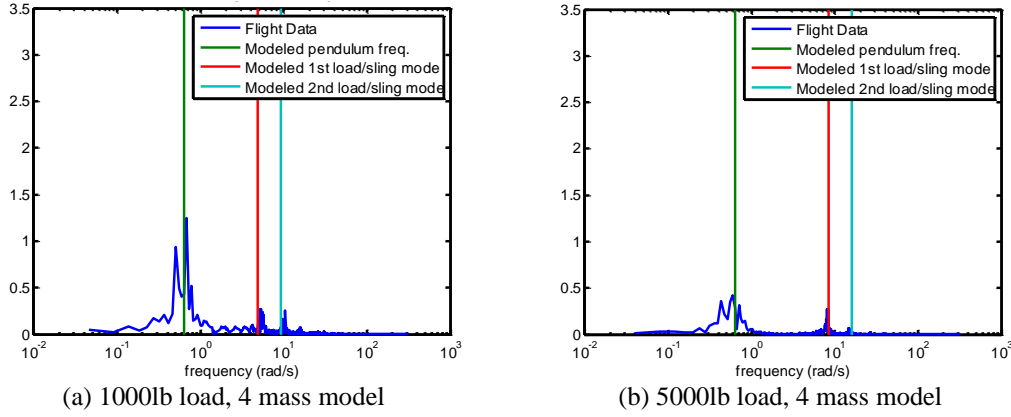 3.5
3
2.5
2
1.5
1
0.5
0
10^-2
10^-1
10^0
10^1
10^2
10^3
frequency (rad/s)
Flight Data
Modeled pendulum freq.
Modeled 1st load/sling mode
Modeled 2nd load/sling mode
(a) 1000lb load, 4 mass model
3.5
3
2.5
2
1.5
1
0.5
0
10^-2
10^-1
10^0
10^1
10^2
10^3
frequency (rad/s)
Flight Data
Modeled pendulum freq.
Modeled 1st load/sling mode
Modeled 2nd load/sling mode
(b) 5000lb load, 4 mass model